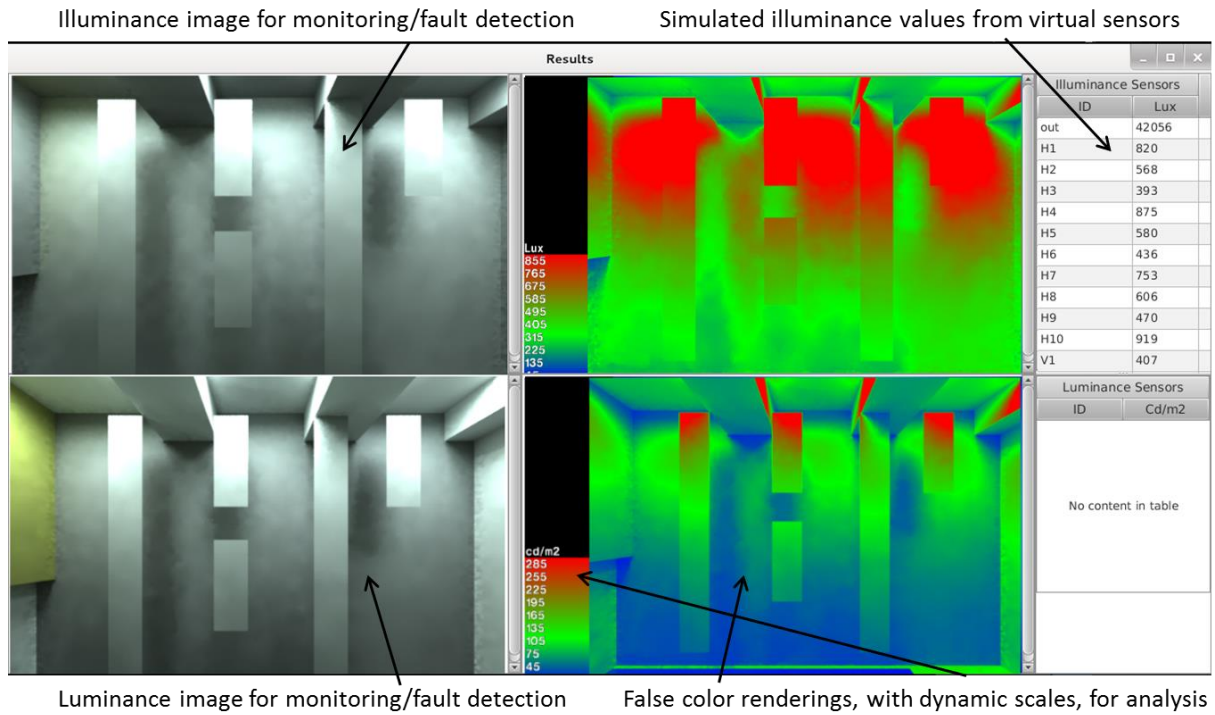 Illuminance image for monitoring/fault detection
Simulated illuminance values from virtual sensors
Results
Illuminance Sensors
ID Lux
out 42056
H1 820
H2 568
H3 393
H4 875
H5 580
H6 436
H7 753
H8 606
H9 470
H10 919
V1 407
Lux
855
765
675
585
495
405
315
225
135
Luminance Sensors
ID Cd/m2
No content in table
cd/m2
285
255
225
195
165
135
105
75
45
Luminance image for monitoring/fault detection
False color renderings, with dynamic scales, for analysis